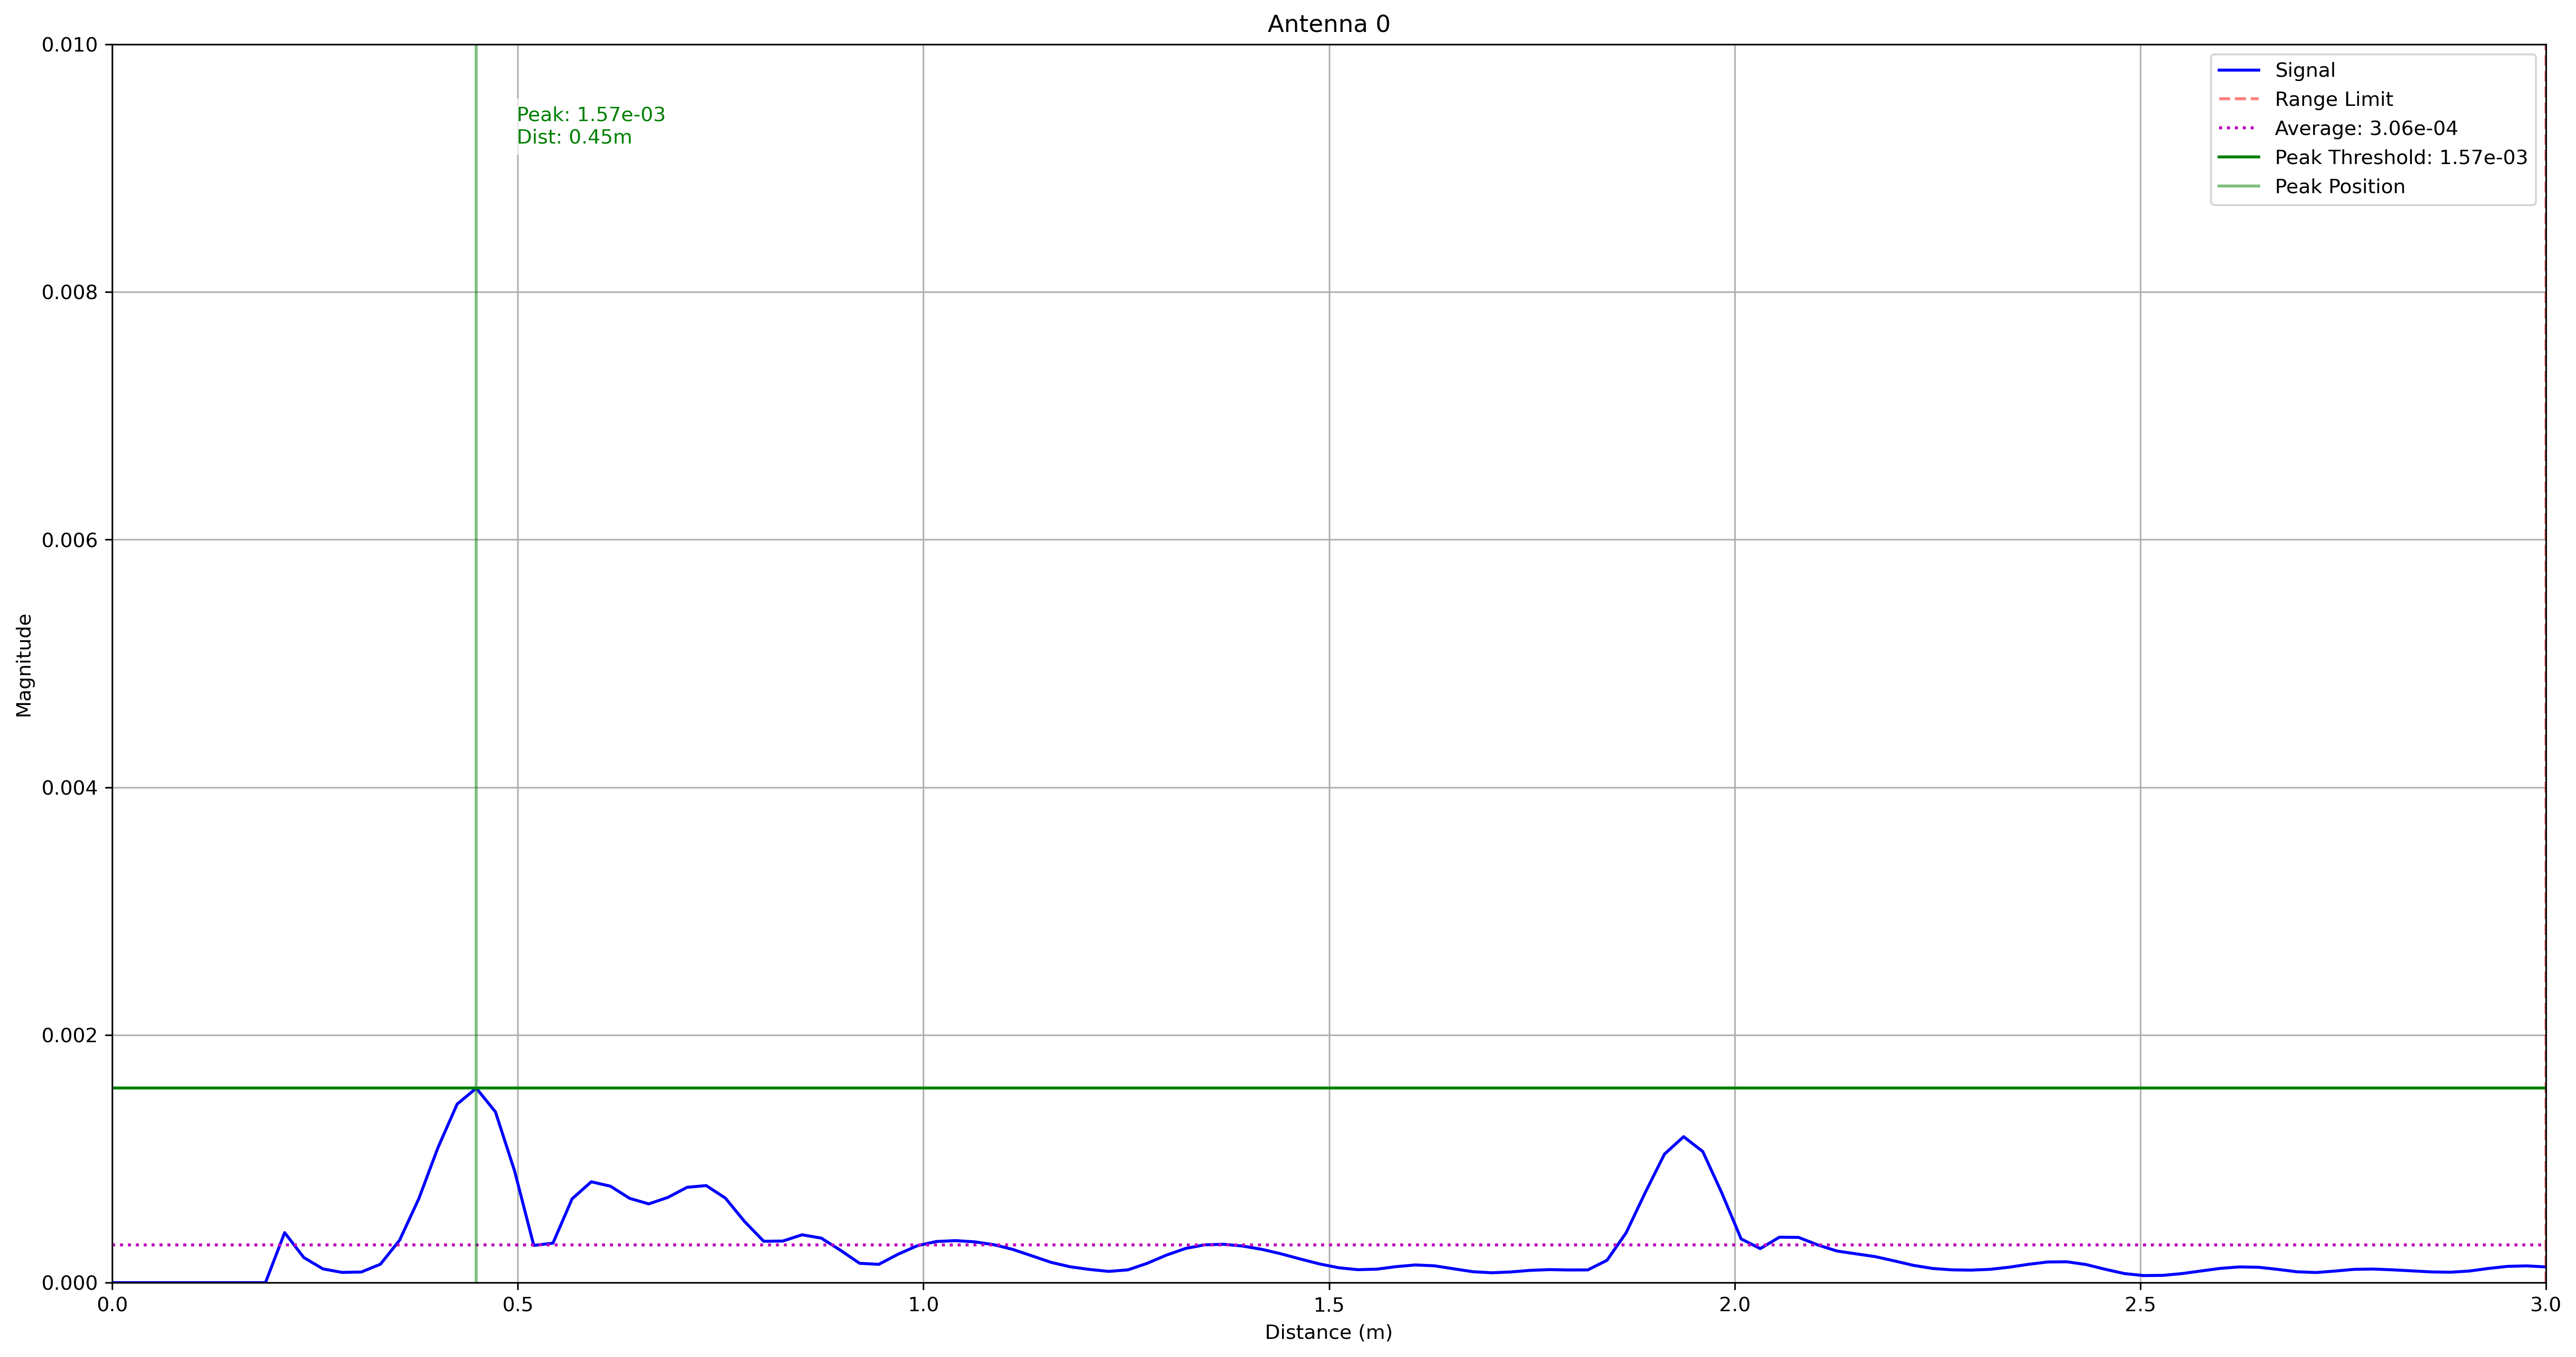 Antenna 0
0.010
0.008
0.006
0.004
0.002
0.000
Magnitude
Peak: 1.57e-03
Dist: 0.45m
Signal
Range Limit
Average: 3.06e-04
Peak Threshold: 1.57e-03
Peak Position
0.0 0.5 1.0 1.5 2.0 2.5 3.0
Distance (m)